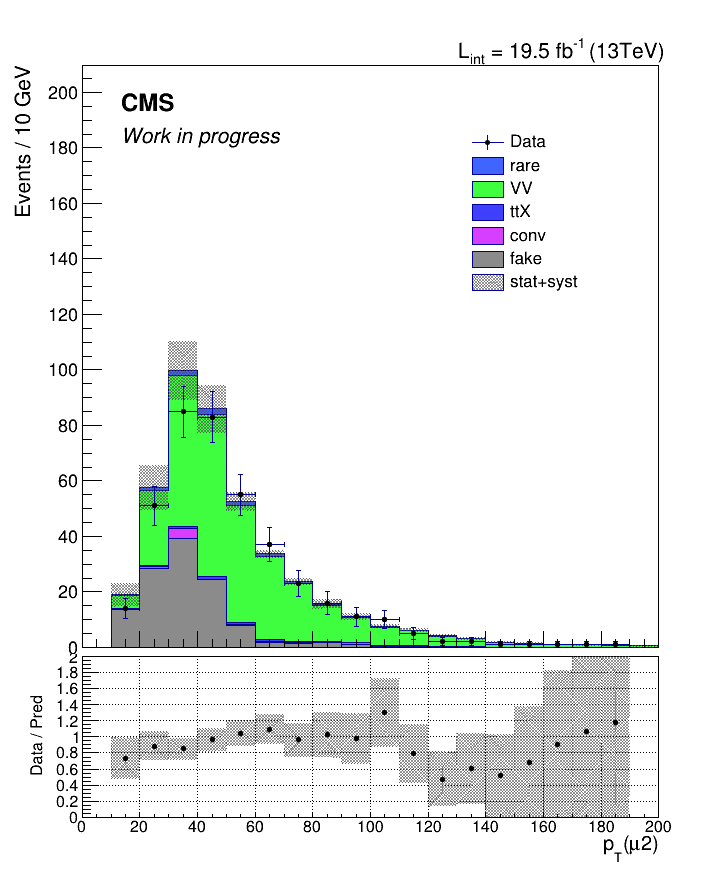 L_int = 19.5 fb^-1 (13TeV)
Events / 10 GeV
CMS
Work in progress
Data
rare
VV
ttX
conv
fake
stat+syst
200
180
160
140
120
100
80
60
40
20
0
Data / Pred
2
1.8
1.6
1.4
1.2
1
0.8
0.6
0.4
0.2
0
0 20 40 60 80 100 120 140 160 180 200
p_T(μ2)